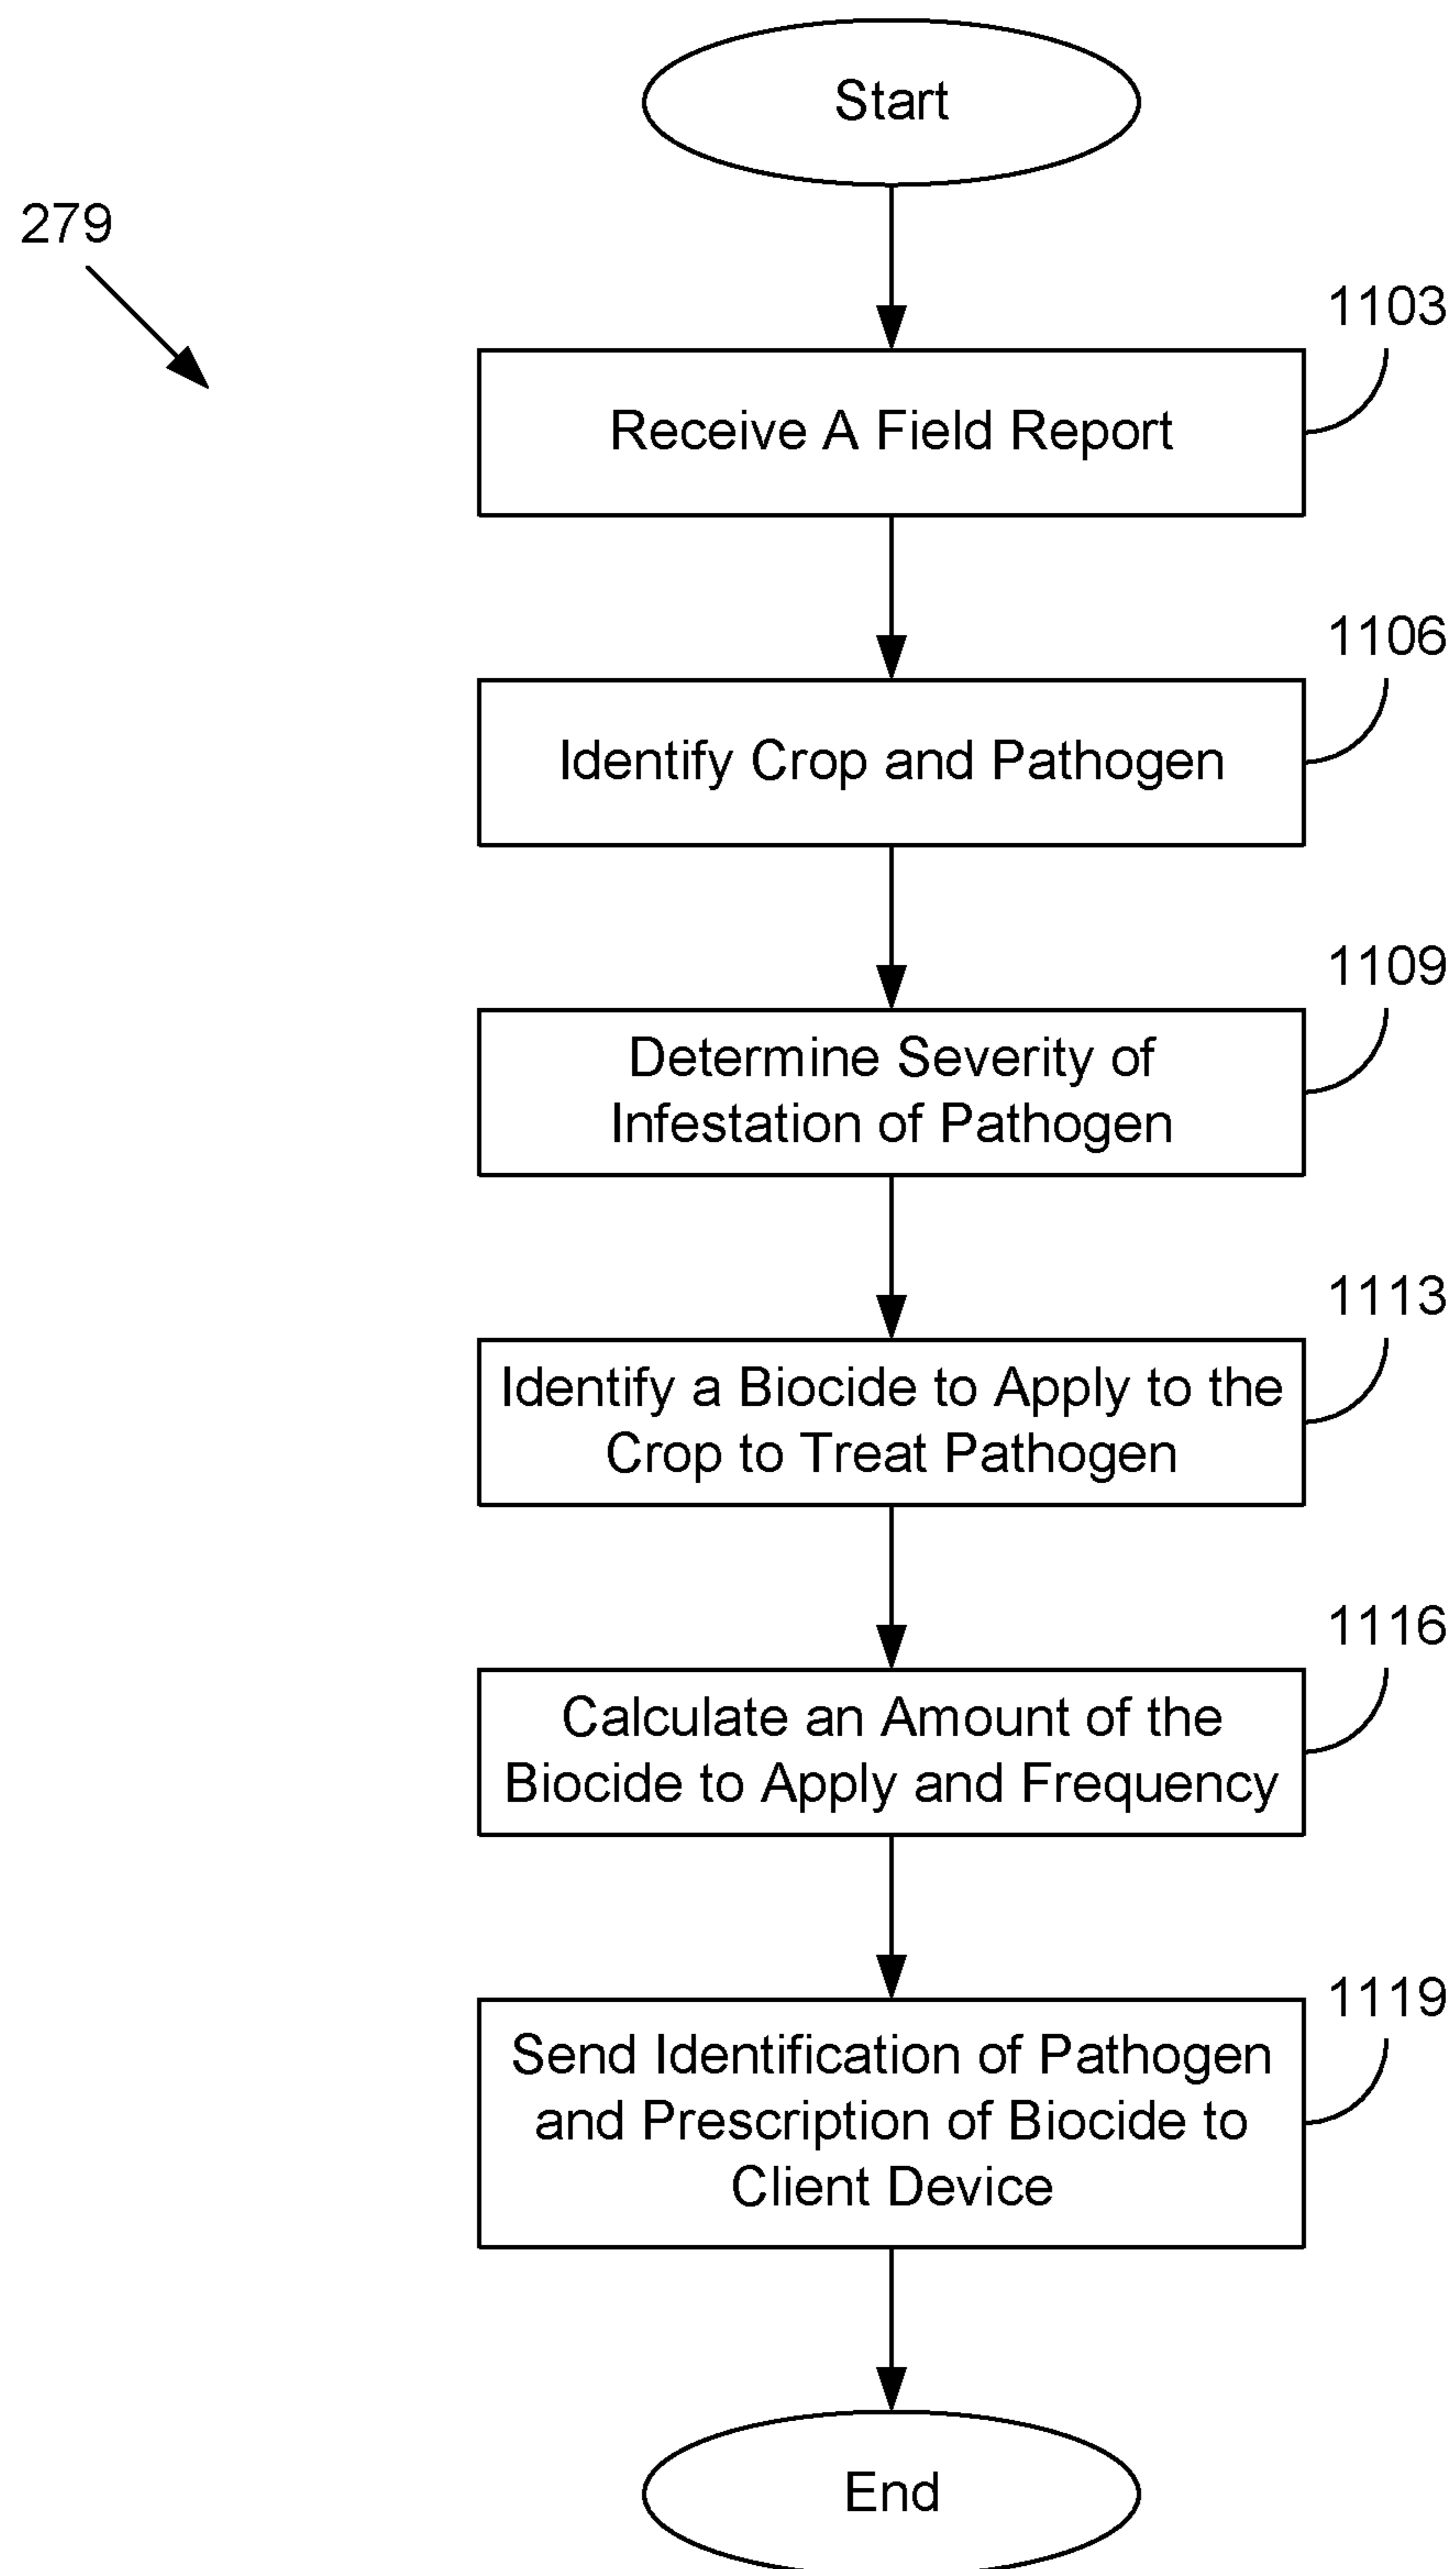 Start
279
1103
Receive A Field Report
1106
Identify Crop and Pathogen
1109
Determine Severity of
Infestation of Pathogen
1113
Identify a Biocide to Apply to the
Crop to Treat Pathogen
1116
Calculate an Amount of the
Biocide to Apply and Frequency
1119
Send Identification of Pathogen
and Prescription of Biocide to
Client Device
End